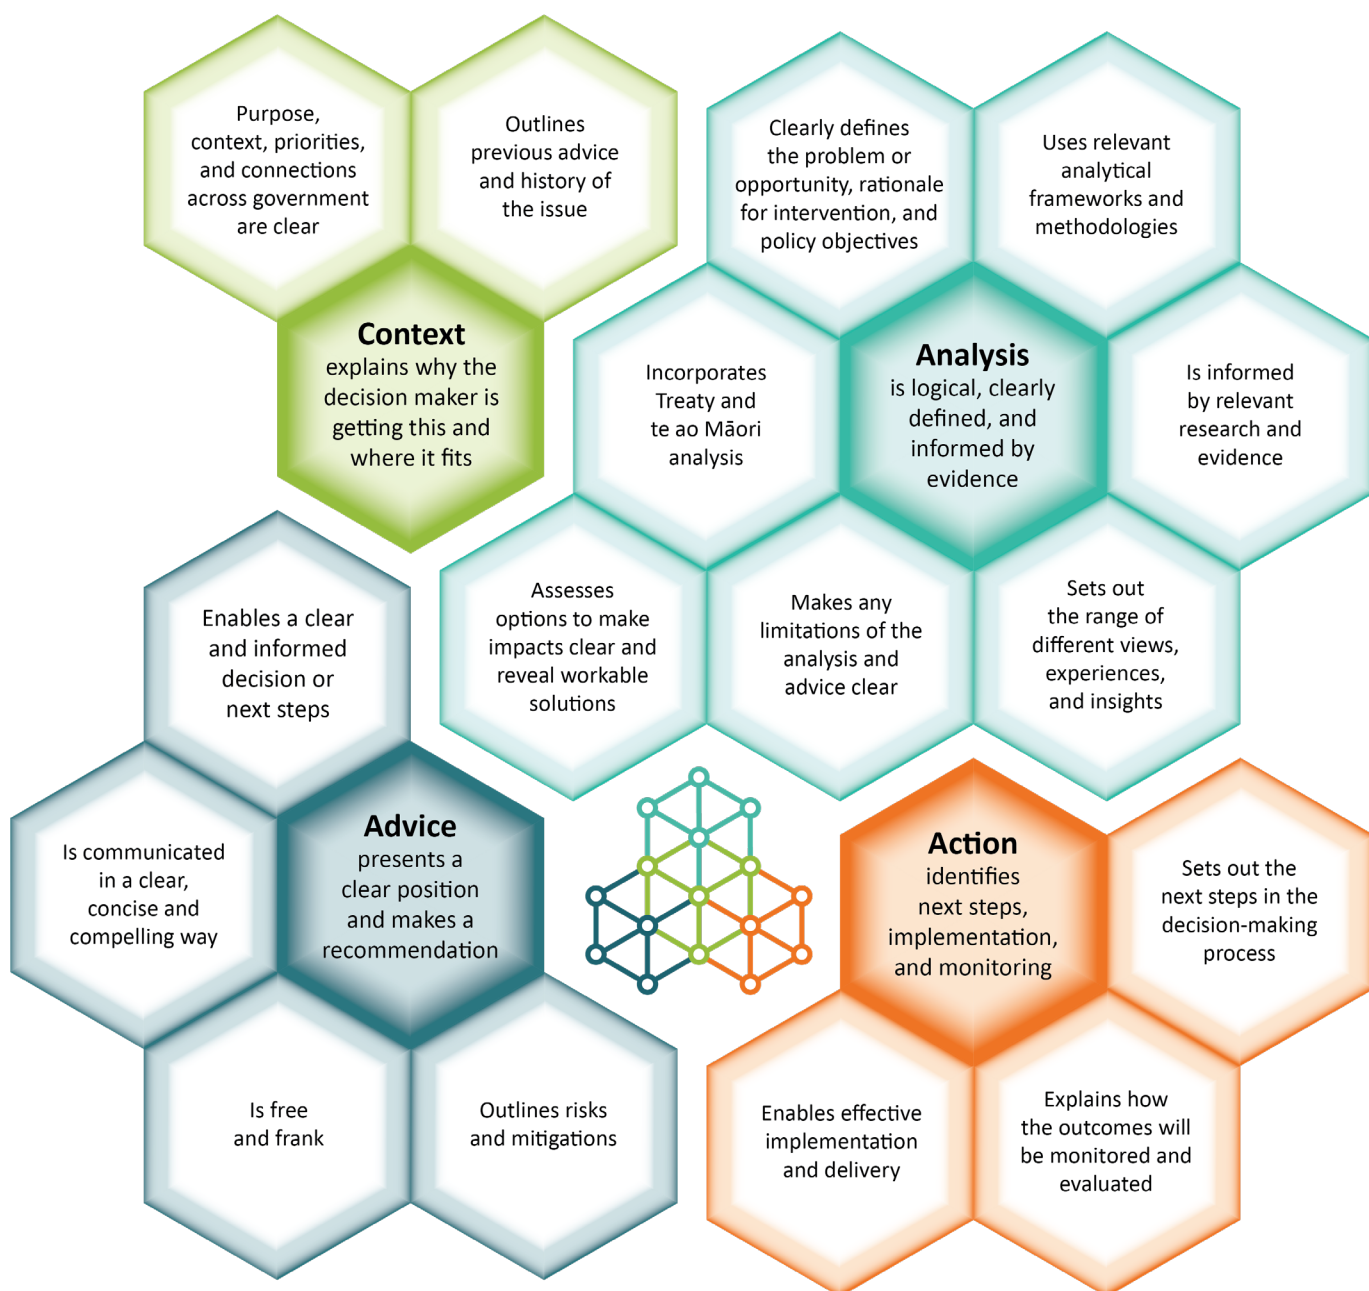 Purpose,
context, priorities,
and connections
across government
are clear
Outlines
previous advice
and history of
the issue
Context
explains why the
decision maker is
getting this and
where it fits
Clearly defines
the problem or
opportunity, rationale
for intervention, and
policy objectives
Uses relevant
analytical
frameworks and
methodologies
Incorporates
Treaty and
te ao Māori
analysis
Analysis
is logical, clearly
defined, and
informed by
evidence
Is informed
by relevant
research and
evidence
Assesses
options to make
impacts clear and
reveal workable
solutions
Makes any
limitations of the
analysis and
advice clear
Sets out
the range of
different views,
experiences,
and insights
Enables a clear
and informed
decision or
next steps
Is communicated
in a clear,
concise and
compelling way
Advice
presents a
clear position
and makes a
recommendation
Is free
and frank
Outlines risks
and mitigations
Action
identifies
next steps,
implementation,
and monitoring
Sets out the
next steps in the
decision-making
process
Enables effective
implementation
and delivery
Explains how
the outcomes will
be monitored and
evaluated